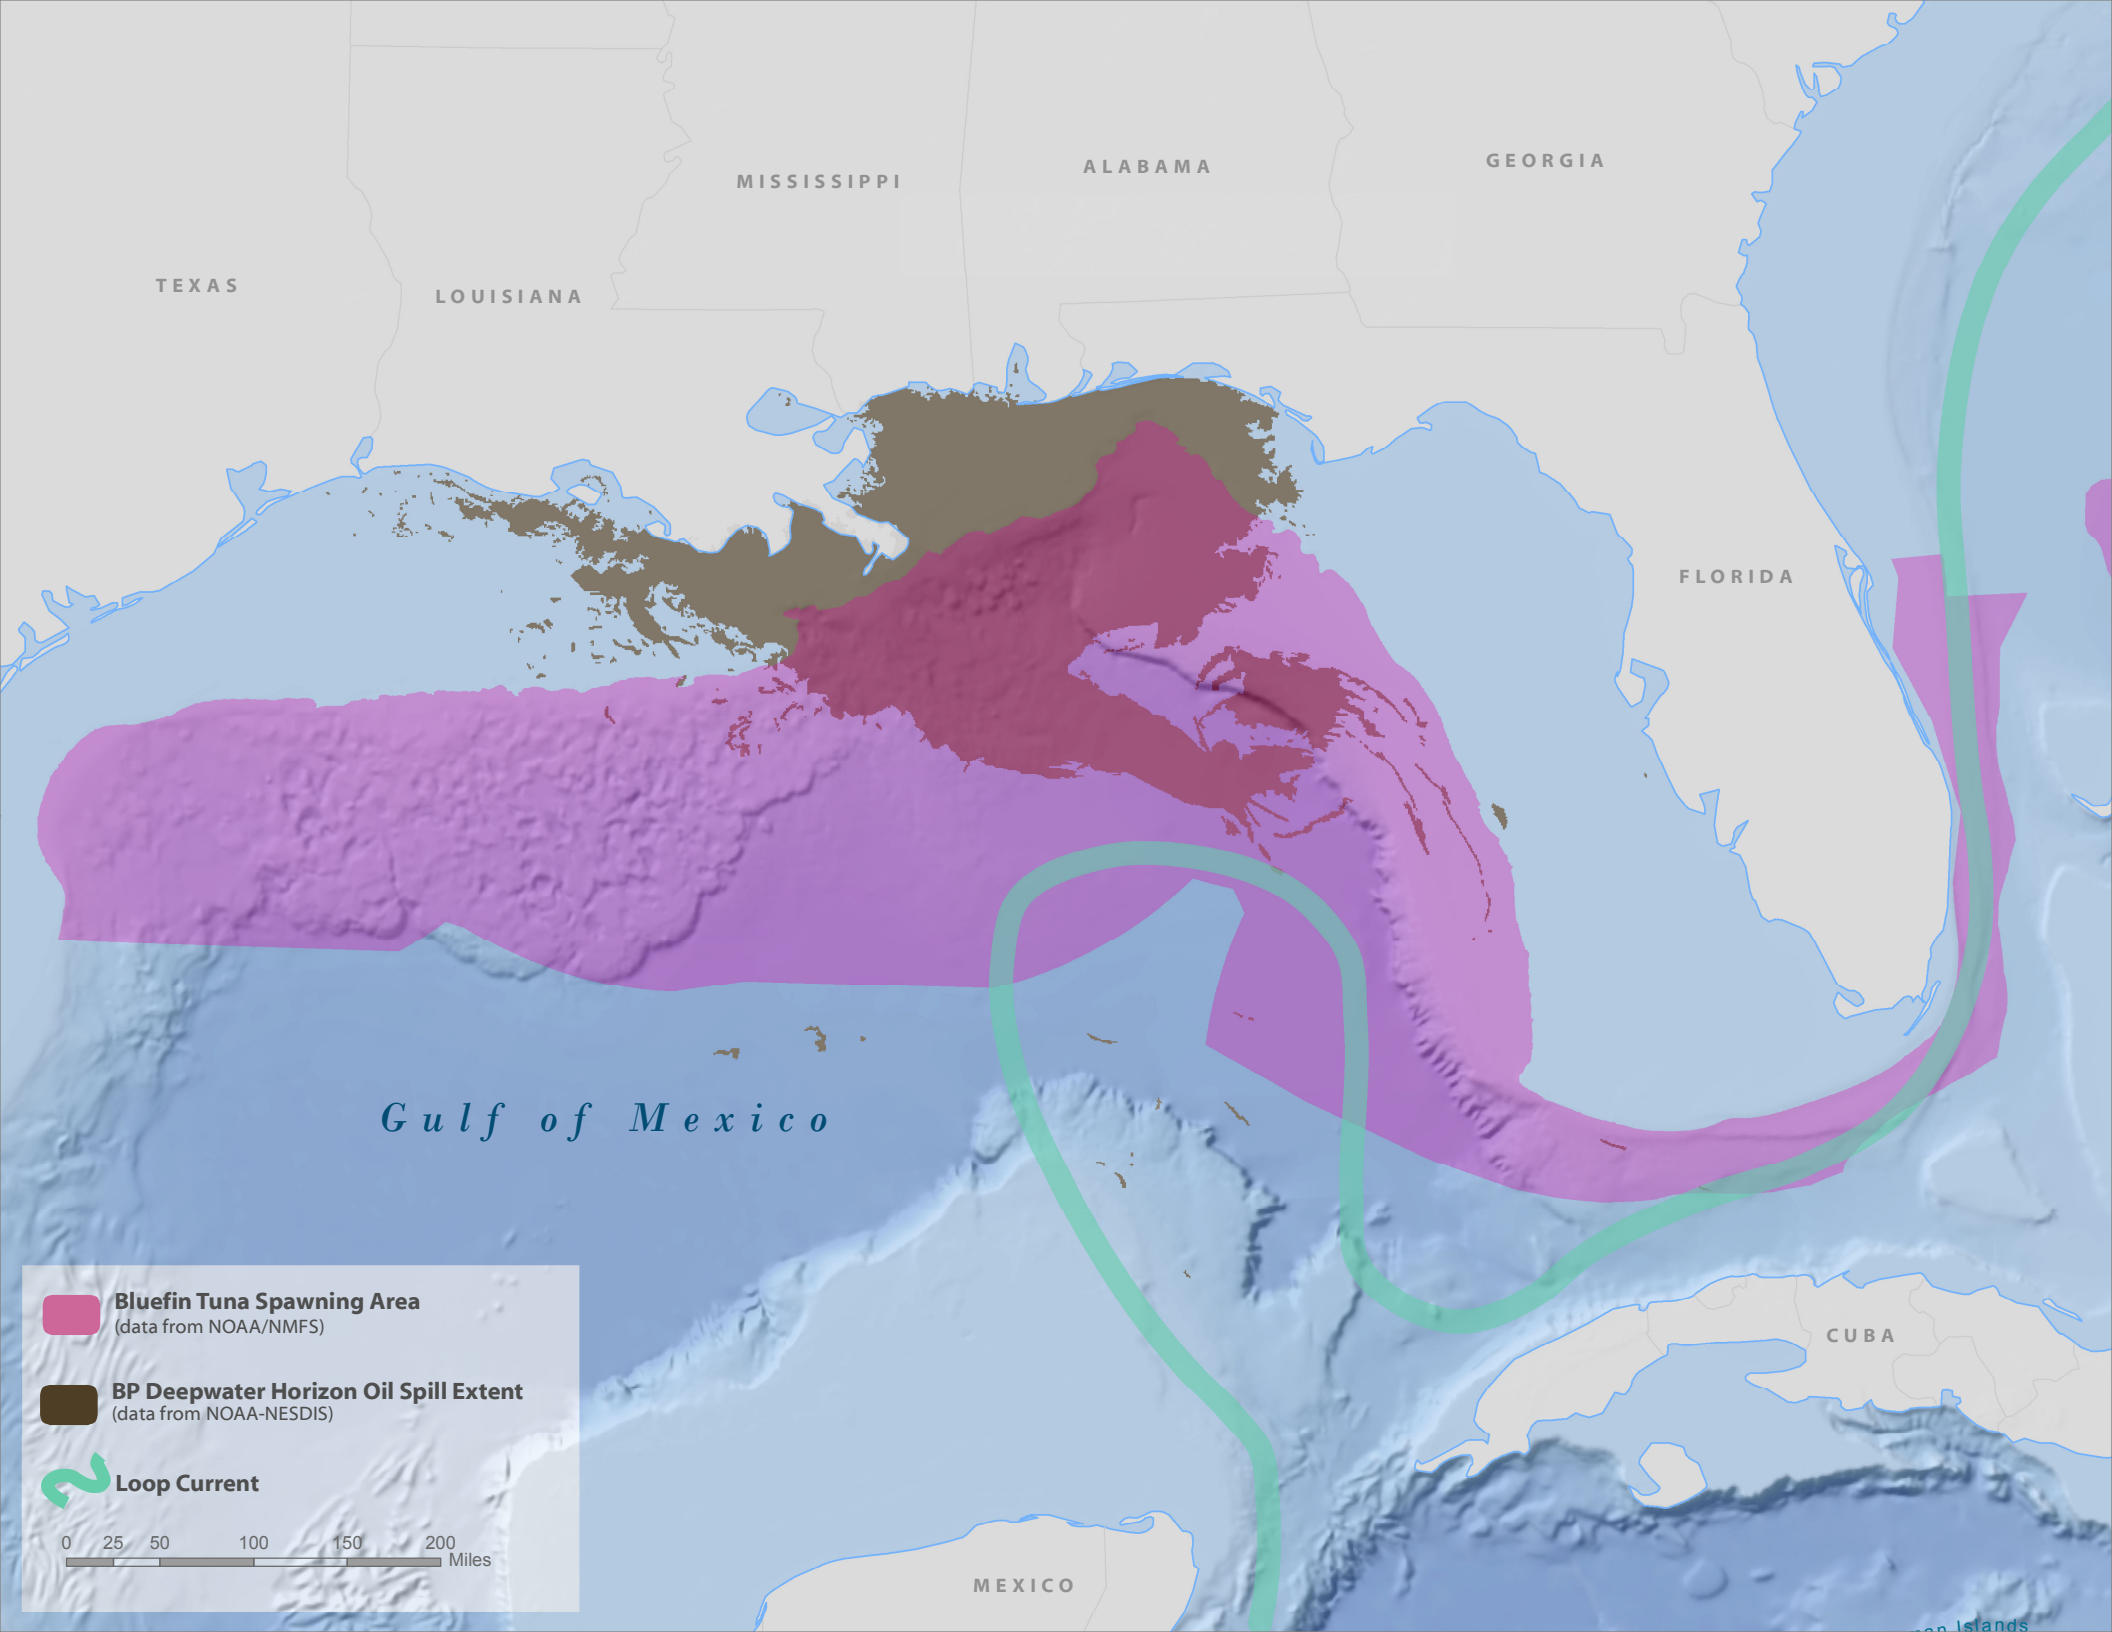 GEORGIA
ALABAMA
MISSISSIPPI
TEXAS
LOUISIANA
FLORIDA
Gulf of Mexico
Bluefin Tuna Spawning Area
(data from NOAA/NMFS)
BP Deepwater Horizon Oil Spill Extent
(data from NOAA-NESDIS)
Loop Current
0 25 50 100 150 200
Miles
CUBA
MEXICO
Islands